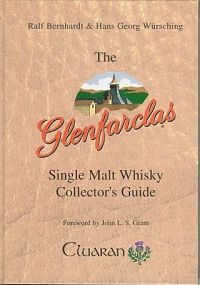 Ralf Bernhardt & Hans Georg Würsching
The
Glenfarclas
Single Malt Whisky
Collector's Guide
Foreword by John L. S. Grant
Cluaran